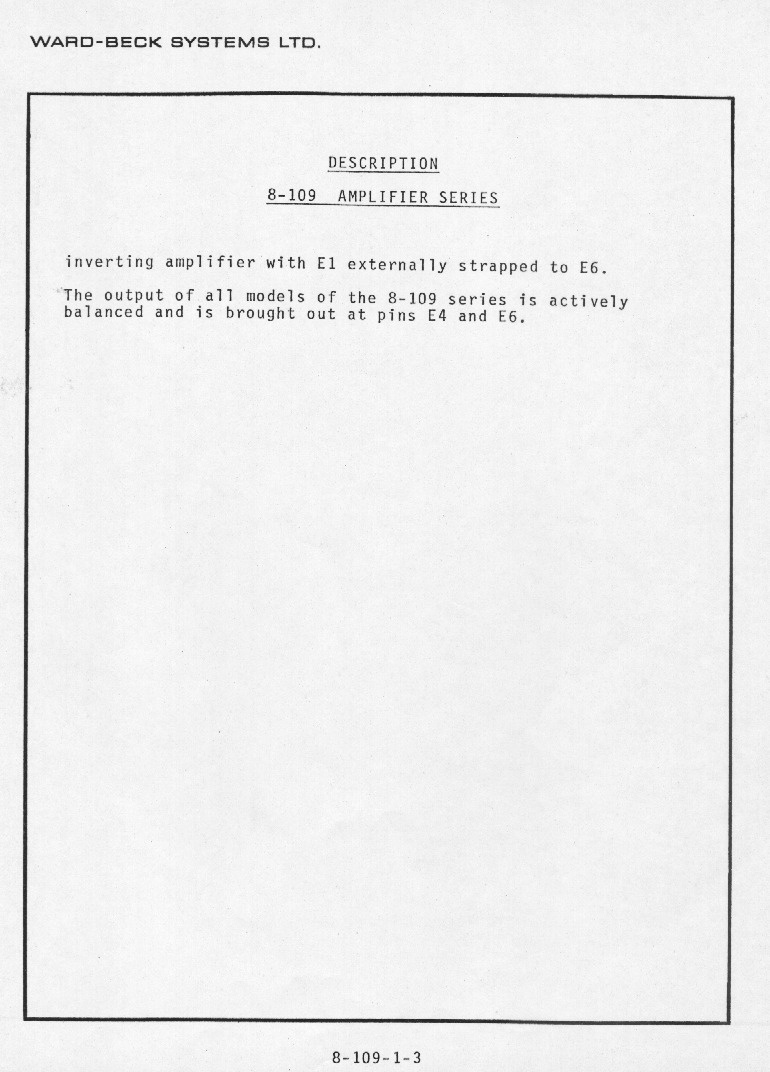 WARD-BECK SYSTEMS LTD.
DESCRIPTION
8-109 AMPLIFIER SERIES
inverting amplifier with E1 externally strapped to E6.
The output of all models of the 8-109 series is actively
balanced and is brought out at pins E4 and E6.
8-109-1-3